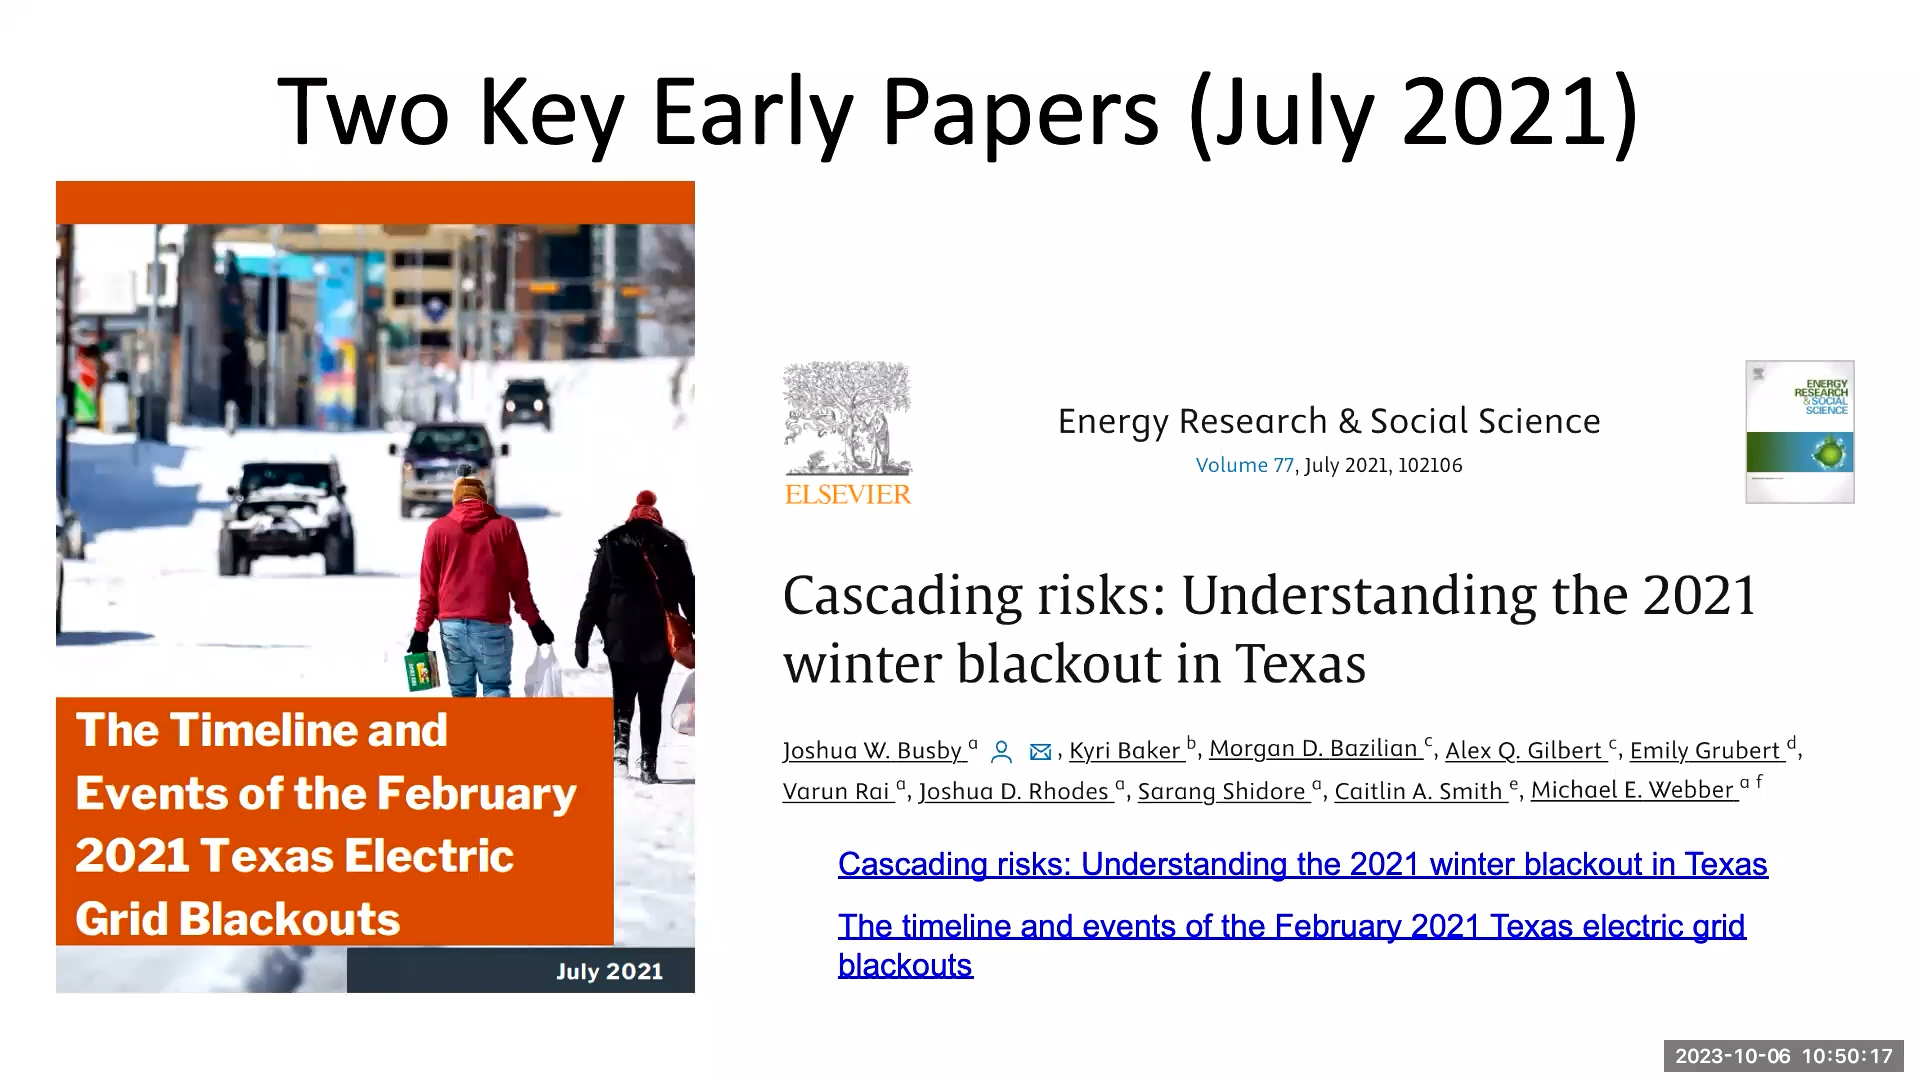 Two Key Early Papers (July 2021)
The Timeline and
Events of the February
2021 Texas Electric
Grid Blackouts
July 2021
ELSEVIER
Energy Research & Social Science
Volume 77, July 2021, 102106
ENERGY
RESEARCH
& SOCIAL
SCIENCE
Cascading risks: Understanding the 2021
winter blackout in Texas
Joshua W. Busby a, Kyri Baker b, Morgan D. Bazilian c, Alex Q. Gilbert c, Emily Grubert d,
Varun Rai a, Joshua D. Rhodes a, Sarang Shidore a, Caitlin A. Smith e, Michael E. Webber a f
Cascading risks: Understanding the 2021 winter blackout in Texas
The timeline and events of the February 2021 Texas electric grid
blackouts
2023-10-06 10:50:17